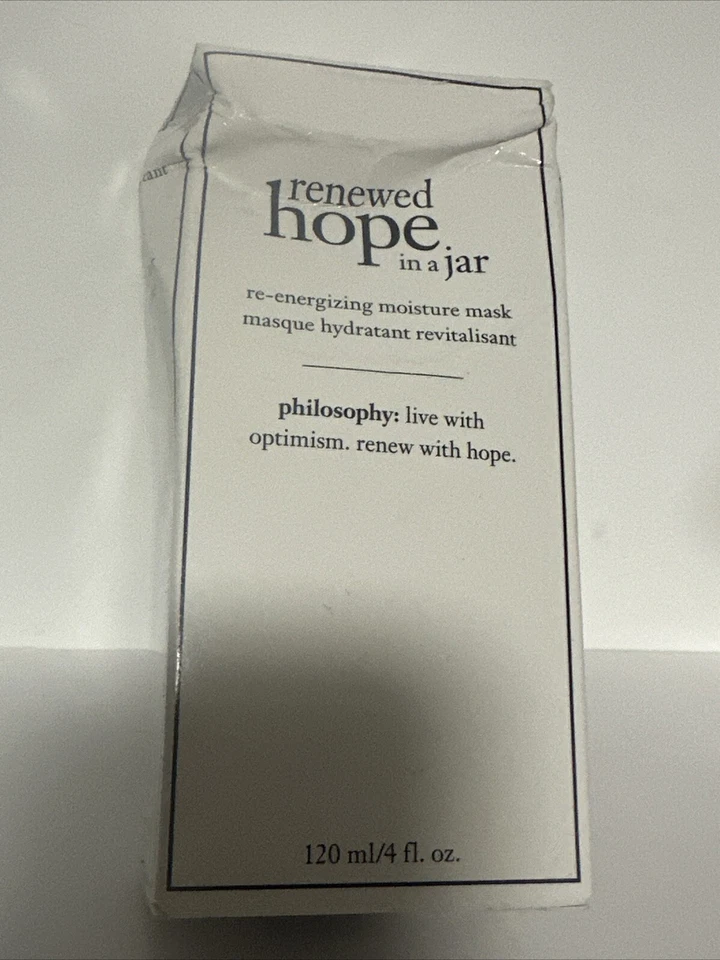 renewed
hope
in a jar
re-energizing moisture mask
masque hydratant revitalisant
philosophy: live with
optimism. renew with hope.
120 ml/4 fl. oz.